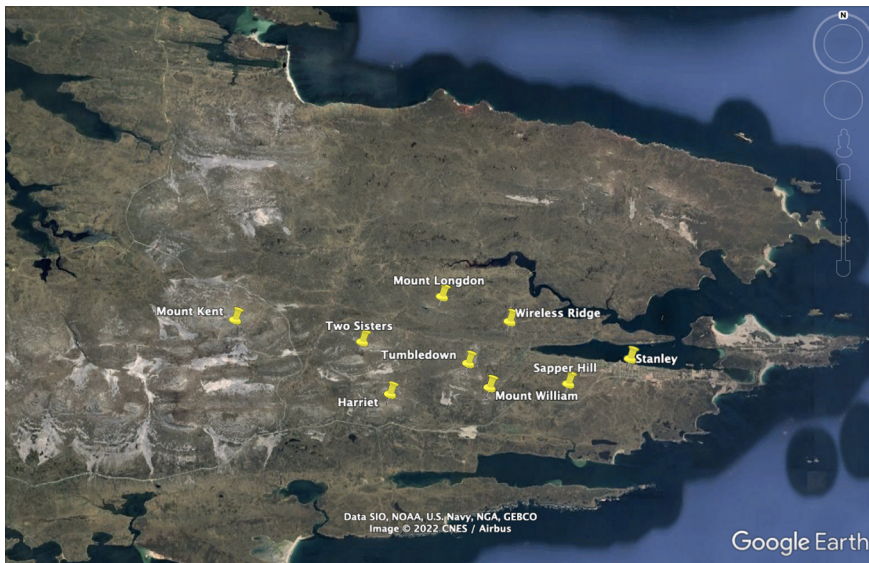 N
Mount Longdon
Mount Kent
Wireless Ridge
Two Sisters
Tumbledown
Stanley
Sapper Hill
Harriet
Mount William
Data SIO, NOAA, U.S. Navy, NGA, GEBCO
Image © 2022 CNES / Airbus
Google Earth